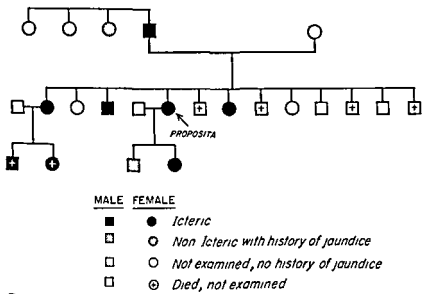 PROPOSITA
MALE FEMALE
Icteric
Non Icteric with history of jaundice
Not examined, no history of jaundice
Died, not examined